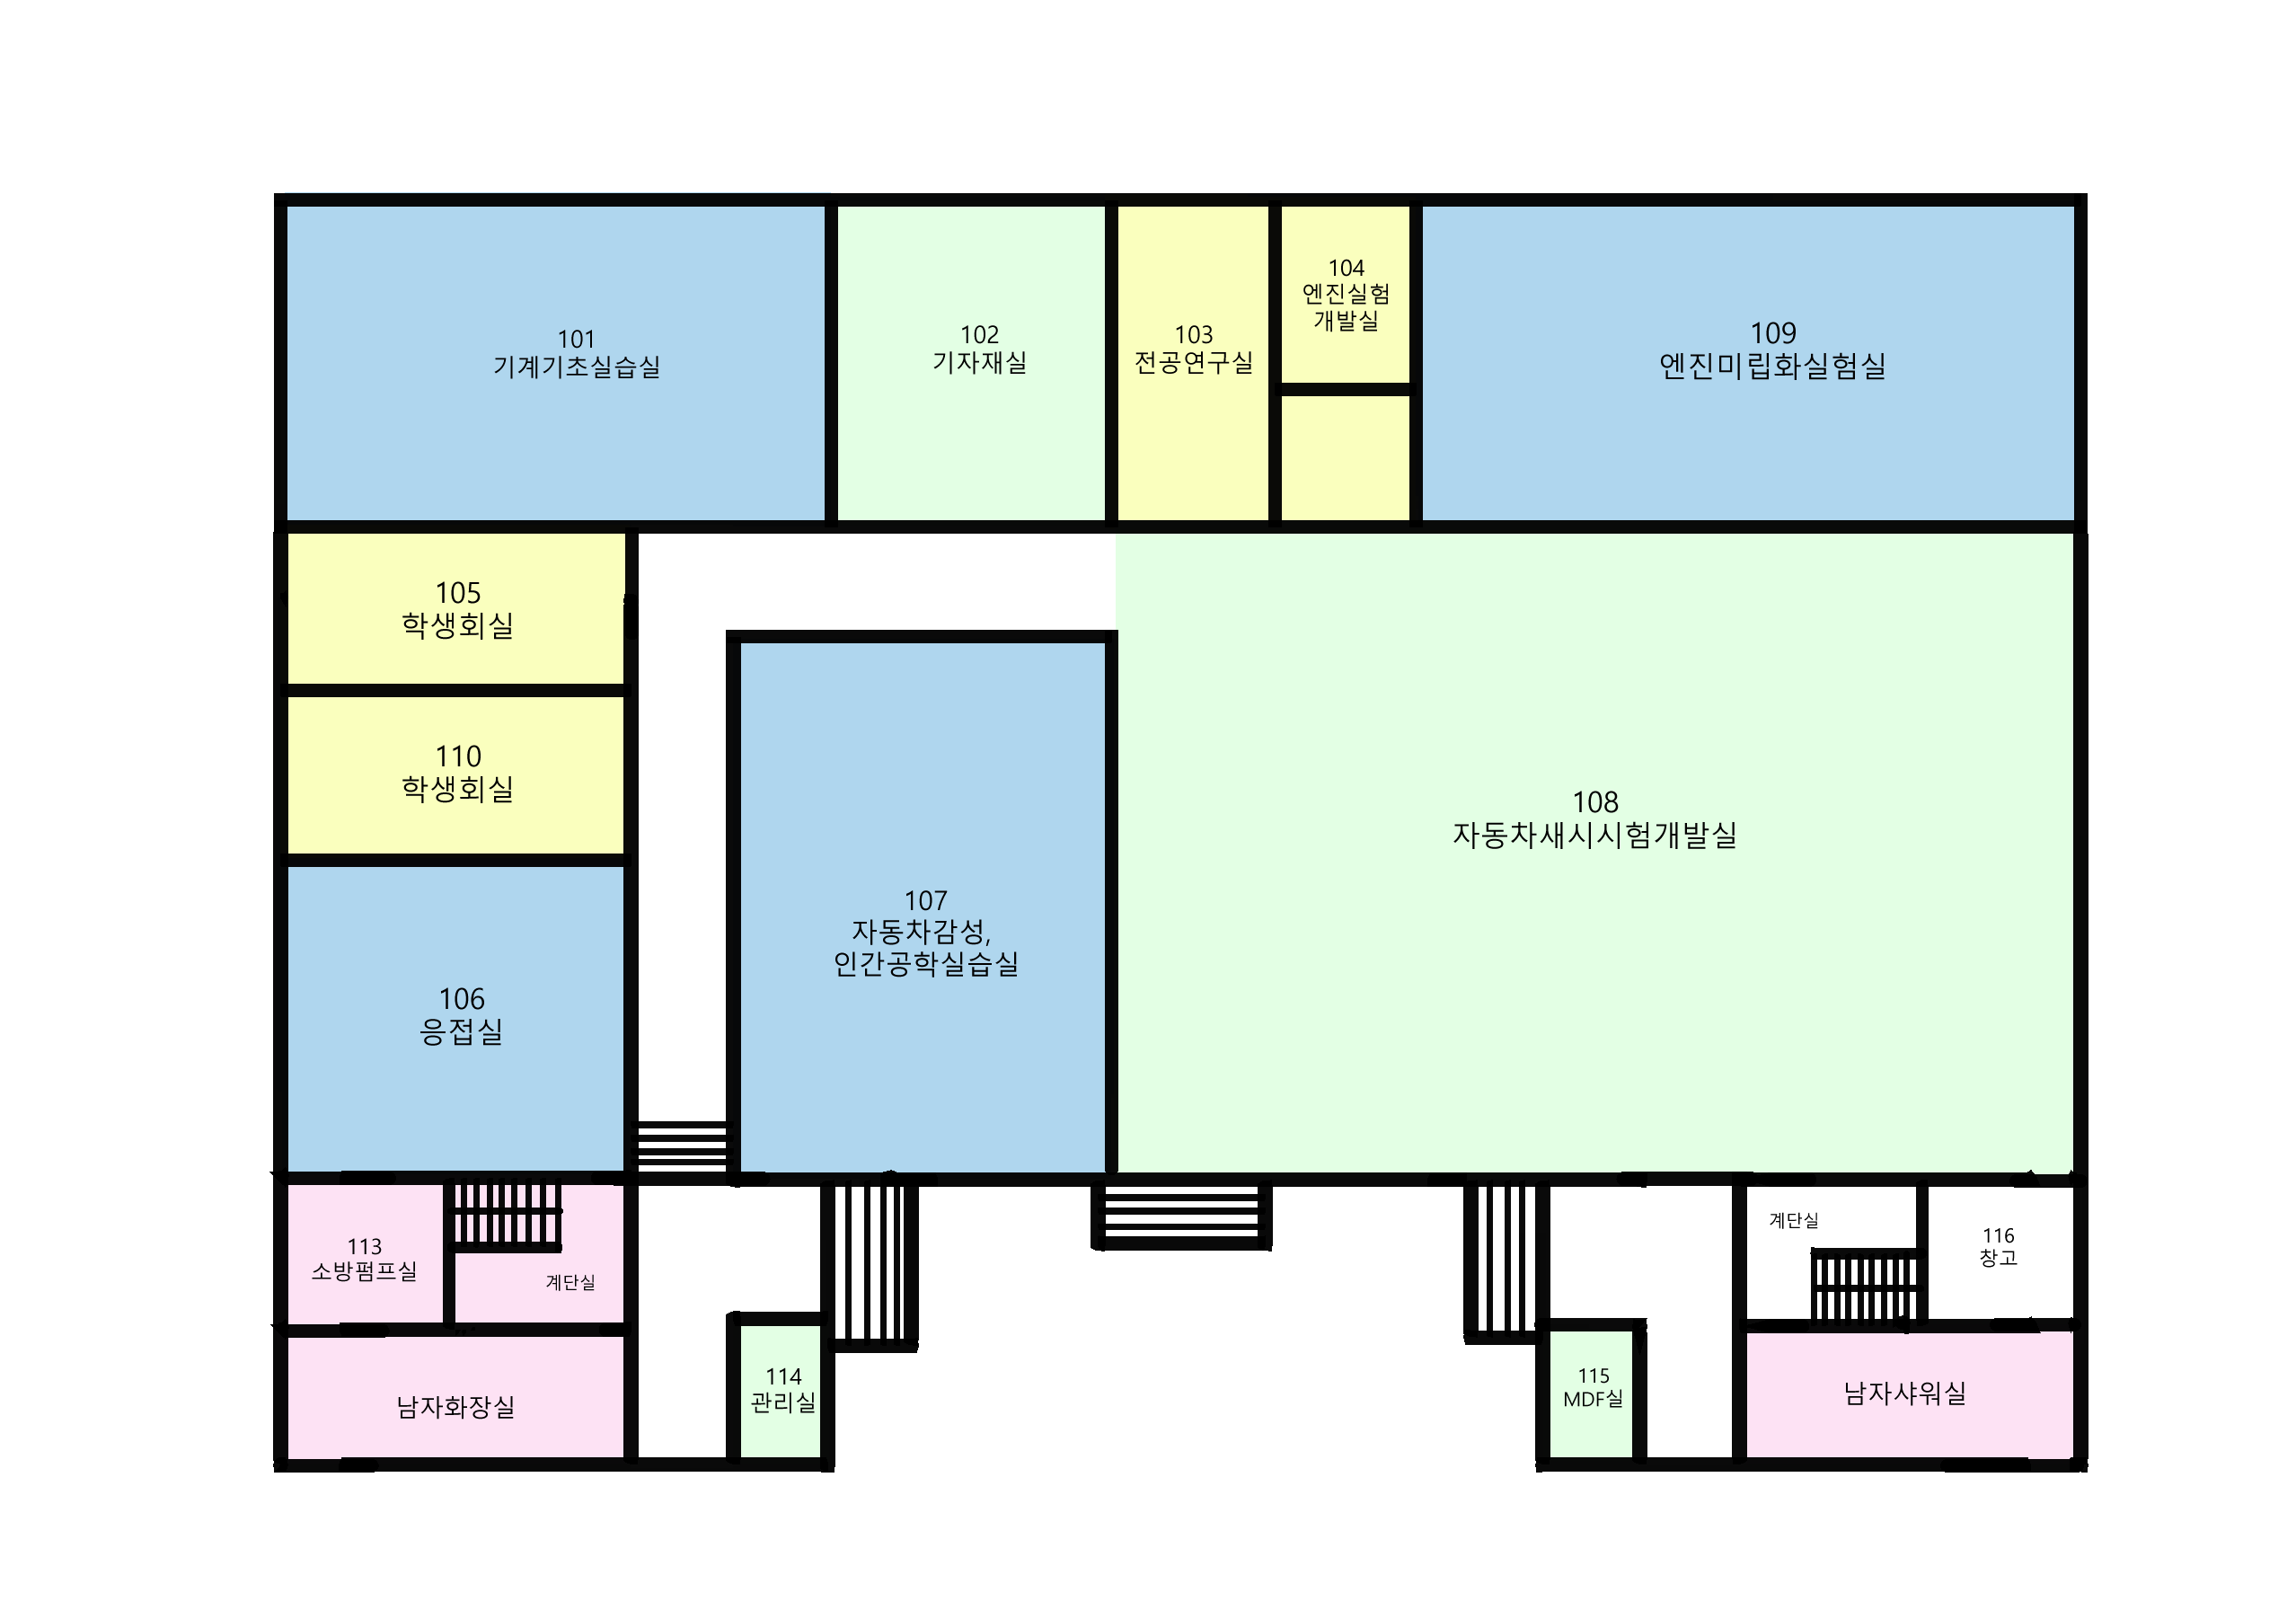 101
기계기초실습실
102
기자재실
103
전공연구실
104
엔진실험
개발실
109
엔진미립화실험실
105
학생회실
110
학생회실
106
응접실
107
자동차감성,
인간공학실습실
108
자동차새시시험개발실
113
소방펌프실
계단실
남자화장실
114
관리실
115
MDF실
계단실
116
창고
남자샤워실